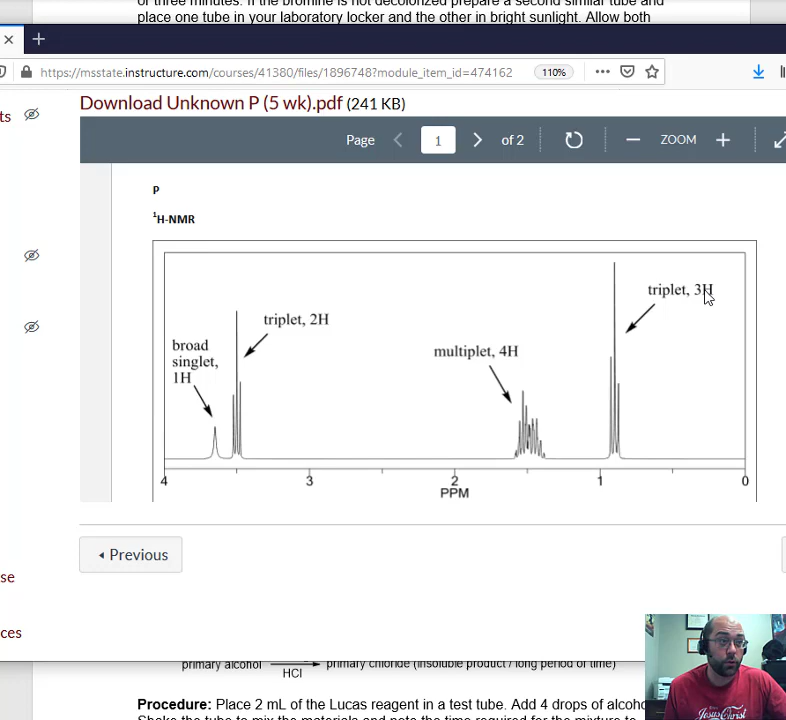 of three minutes. If the bromine is not decolorized prepare a second similar tube and
place one tube in your laboratory locker and the other in bright sunlight. Allow both
https://msstate.instructure.com/courses/41380/files/1896748?module_item_id=474162
110%
Download Unknown P (5 wk).pdf (241 KB)
ts
Page
1
of 2
ZOOM
P
1H-NMR
triplet, 3H
triplet, 2H
broad
singlet,
1H
multiplet, 4H
4
3
2
1
0
PPM
Previous
se
ces
primary alcohol
HCl
primary chloride (insoluble product / long period of time)
Procedure: Place 2 mL of the Lucas reagent in a test tube. Add 4 drops of alcoho
Shake the tube to mix the materials and note the time required for the mixture to
Jesus Christ